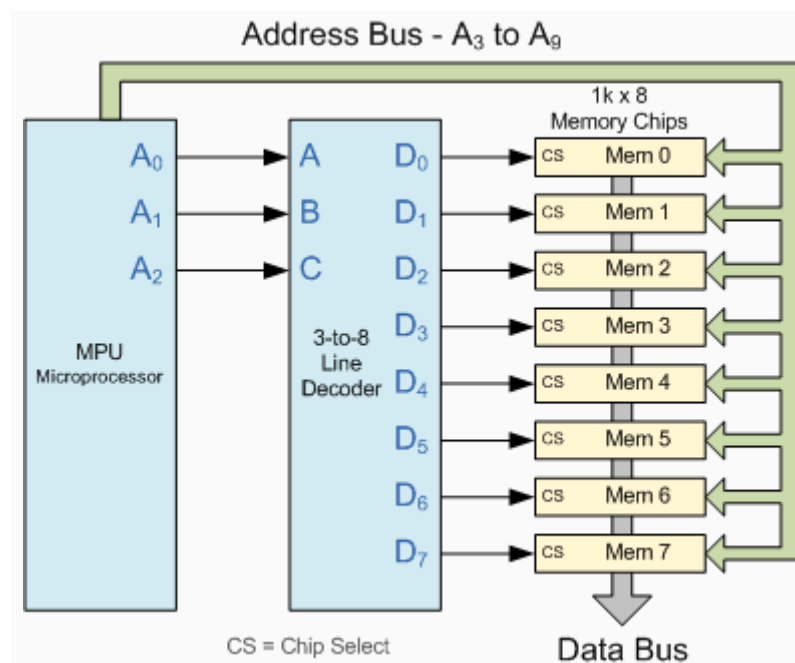 Address Bus - A₃ to A₉
1k x 8
Memory Chips
A₀ A D₀ CS Mem 0
A₁ B D₁ CS Mem 1
A₂ C D₂ CS Mem 2
D₃ CS Mem 3
MPU
Microprocessor
3-to-8
Line
Decoder
D₄ CS Mem 4
D₅ CS Mem 5
D₆ CS Mem 6
D₇ CS Mem 7
CS = Chip Select
Data Bus